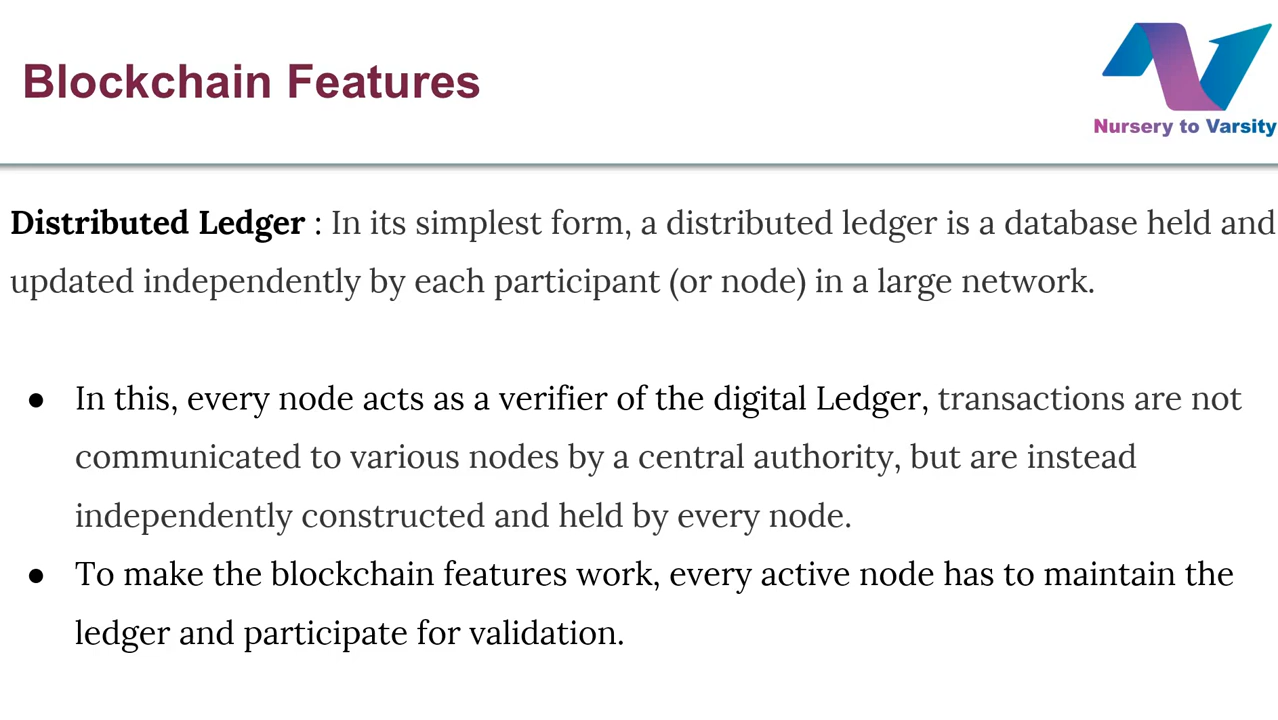 Blockchain Features
Nursery to Varsity
Distributed Ledger : In its simplest form, a distributed ledger is a database held and
updated independently by each participant (or node) in a large network.
● In this, every node acts as a verifier of the digital Ledger, transactions are not
communicated to various nodes by a central authority, but are instead
independently constructed and held by every node.
● To make the blockchain features work, every active node has to maintain the
ledger and participate for validation.